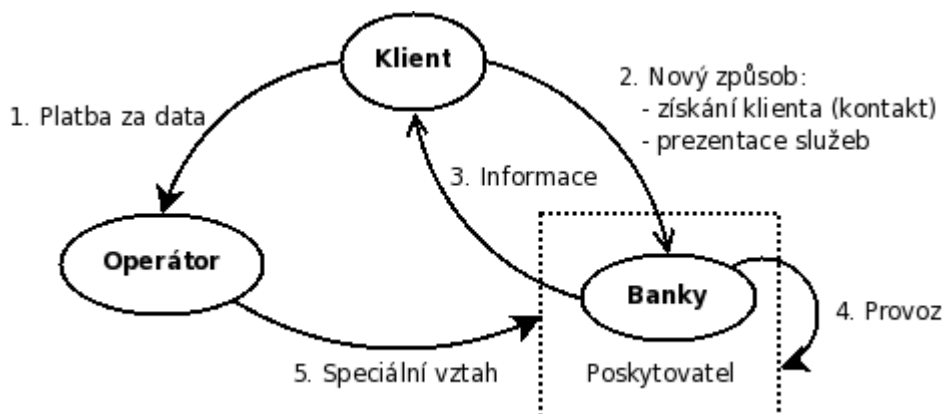 Klient
1. Platba za data
2. Nový způsob:
- získání klienta (kontakt)
- prezentace služeb
3. Informace
Operátor
Banky
4. Provoz
5. Speciální vztah
Poskytovatel